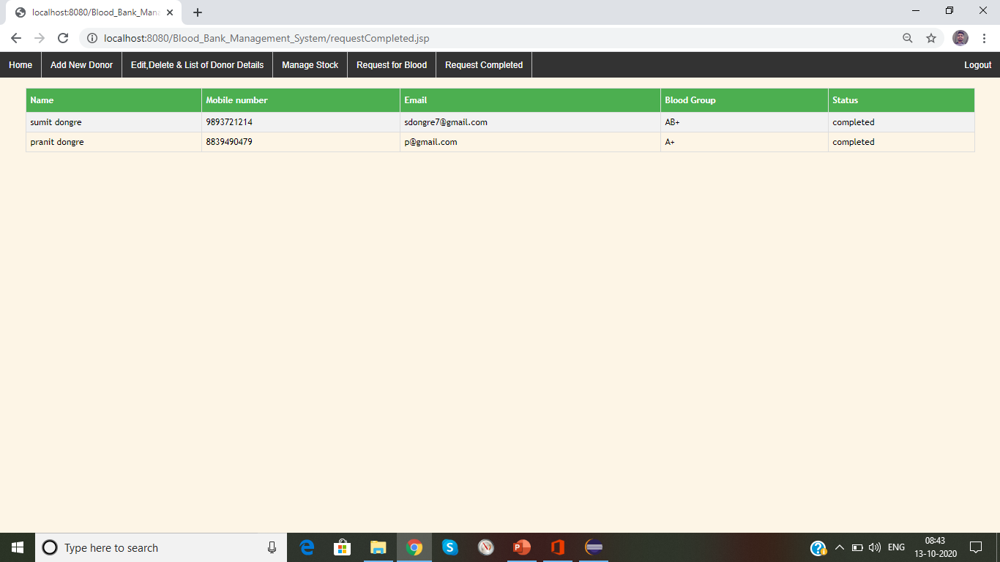 localhost:8080/Blood_Bank_Mana
localhost:8080/Blood_Bank_Management_System/requestCompleted.jsp
Home Add New Donor Edit,Delete & List of Donor Details Manage Stock Request for Blood Request Completed Logout
Name Mobile number Email Blood Group Status
sumit dongre 9893721214 sdongre7@gmail.com AB+ completed
pranit dongre 8839490479 p@gmail.com A+ completed
Type here to search
ENG
08:43
13-10-2020